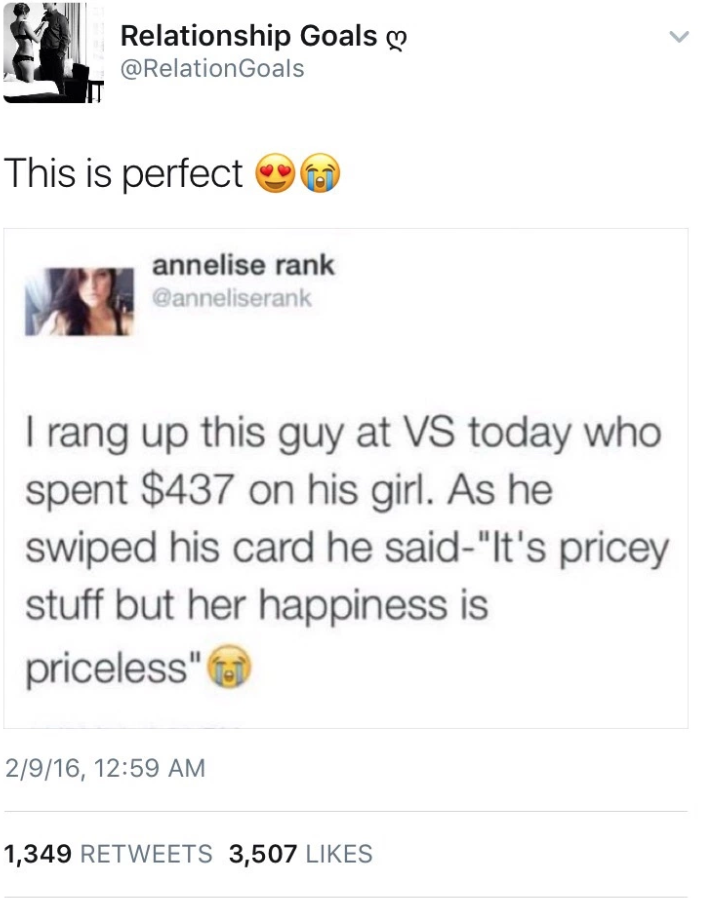 Relationship Goals ღ
@RelationGoals
This is perfect 😍😭
annelise rank
@anneliserank
I rang up this guy at VS today who
spent $437 on his girl. As he
swiped his card he said-"It's pricey
stuff but her happiness is
priceless"😭
2/9/16, 12:59 AM
1,349 RETWEETS 3,507 LIKES